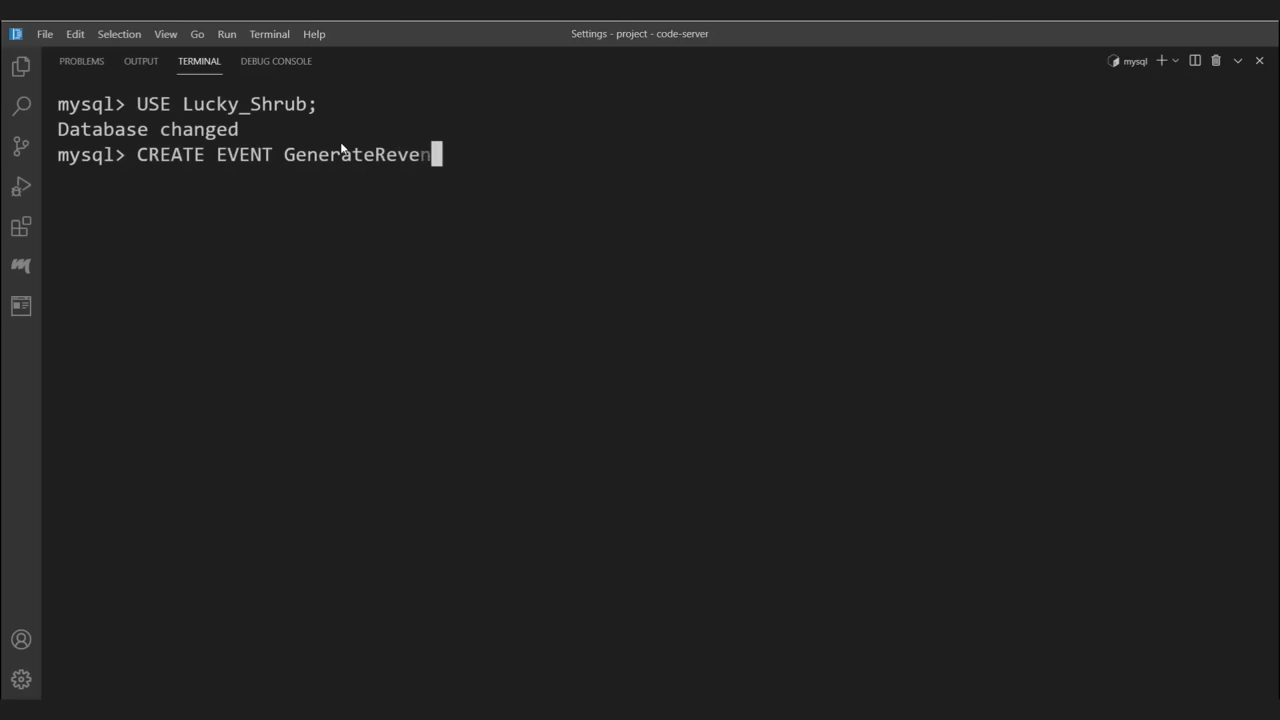 File Edit Selection View Go Run Terminal Help Settings - project - code-server
PROBLEMS OUTPUT TERMINAL DEBUG CONSOLE mysql
mysql> USE Lucky_Shrub;
Database changed
mysql> CREATE EVENT GenerateReven